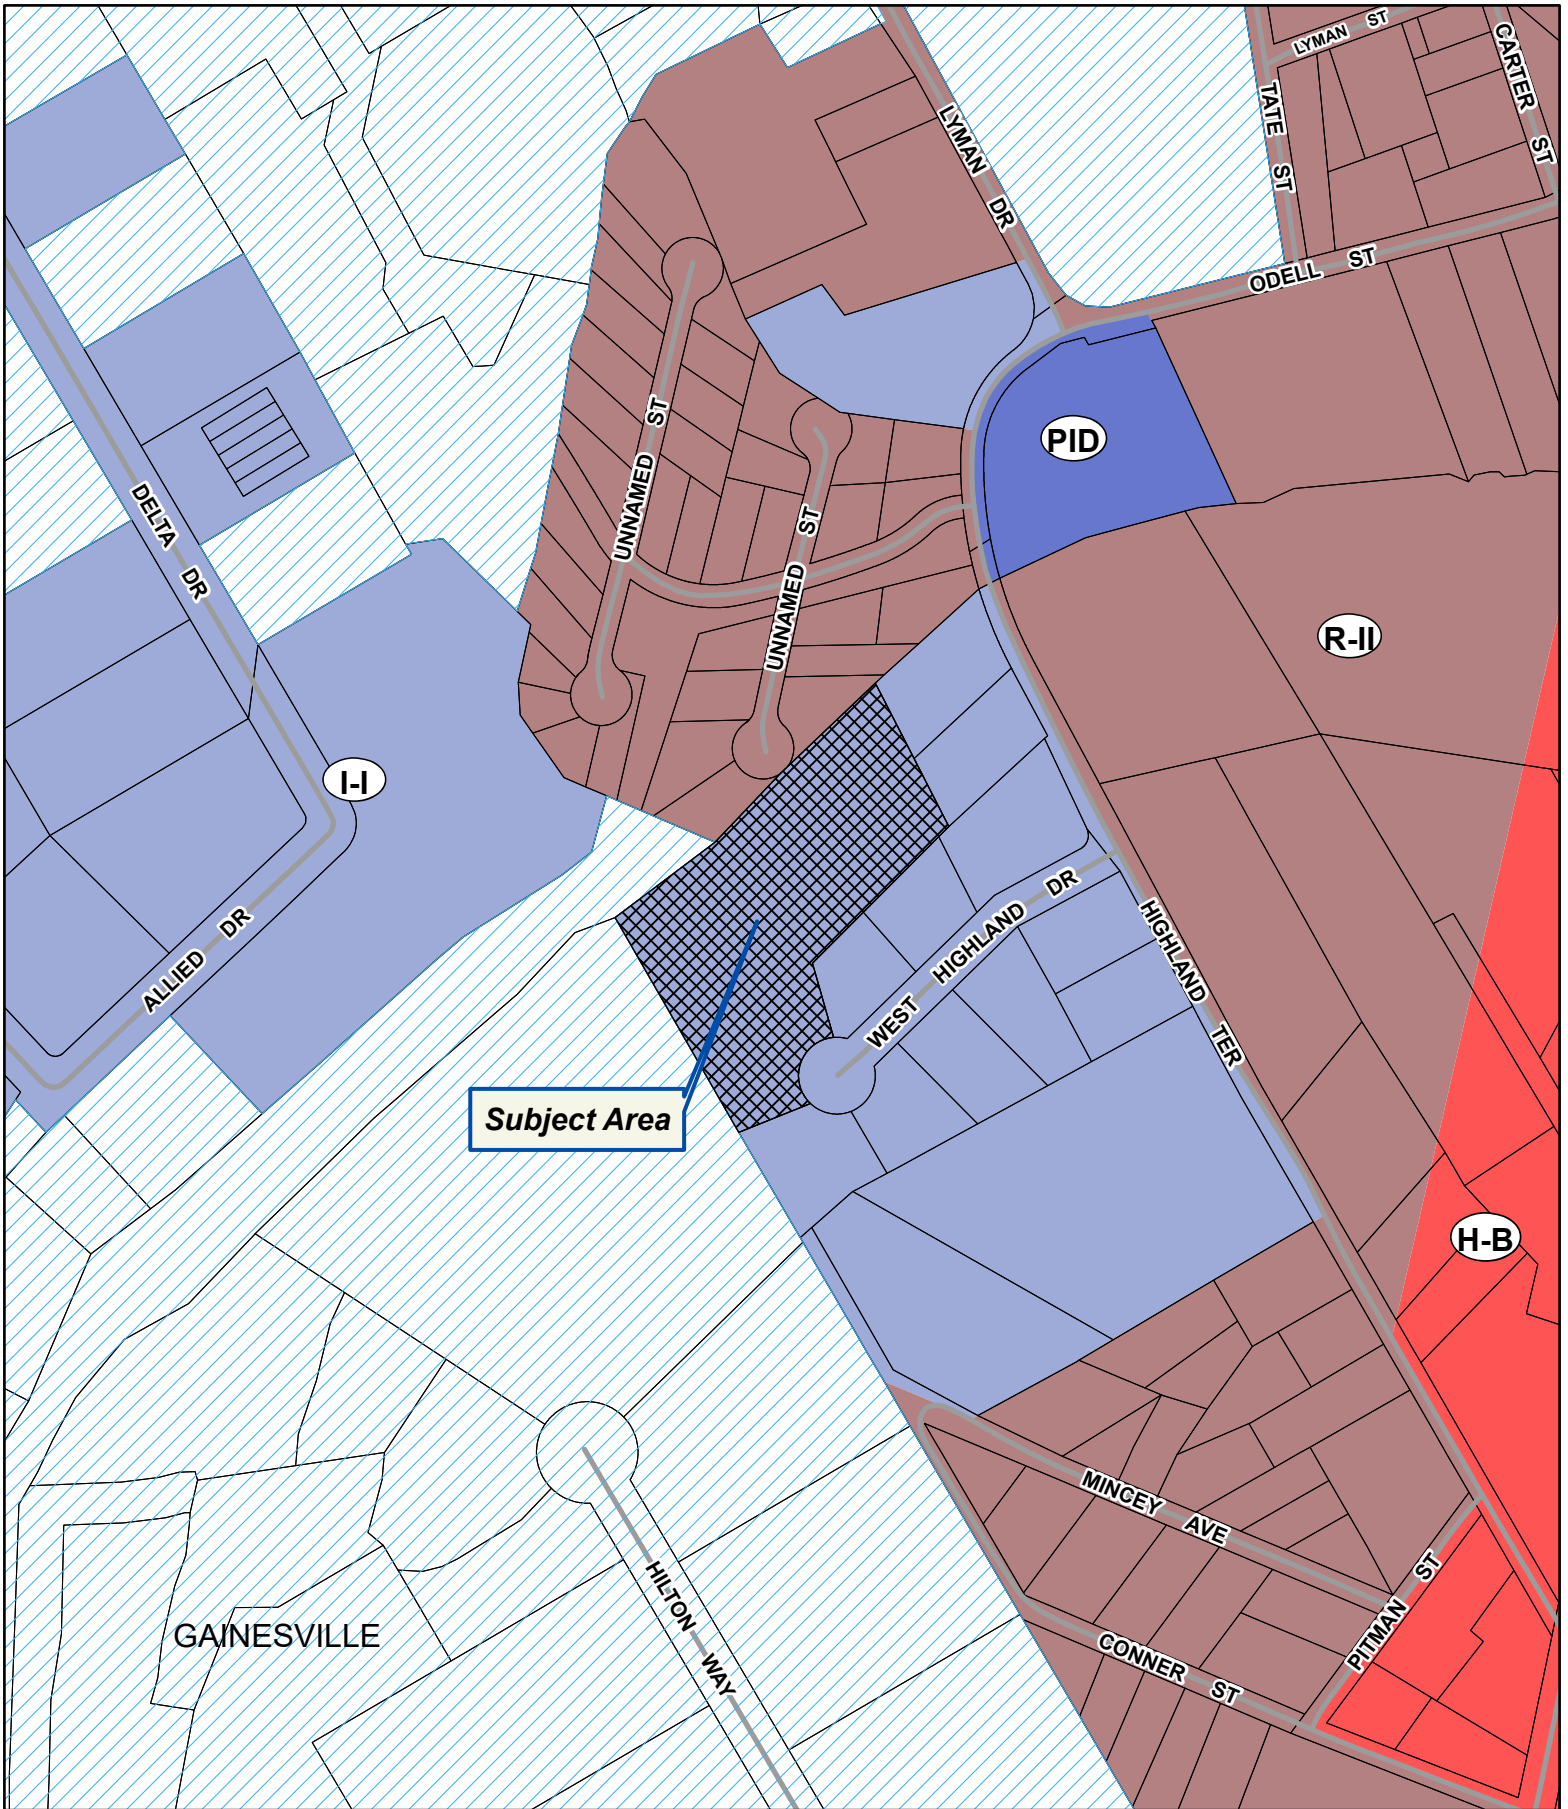 LYMAN ST
CARTER ST
TATE ST
LYMAN DR
ODELL ST
UNNAMED ST
PID
DELTA DR
UNNAMED ST
R-II
I-I
WEST HIGHLAND DR
ALLIED DR
HIGHLAND TER
Subject Area
H-B
MINCEY AVE
HILTON WAY
PITMAN ST
GAINESVILLE
CONNER ST